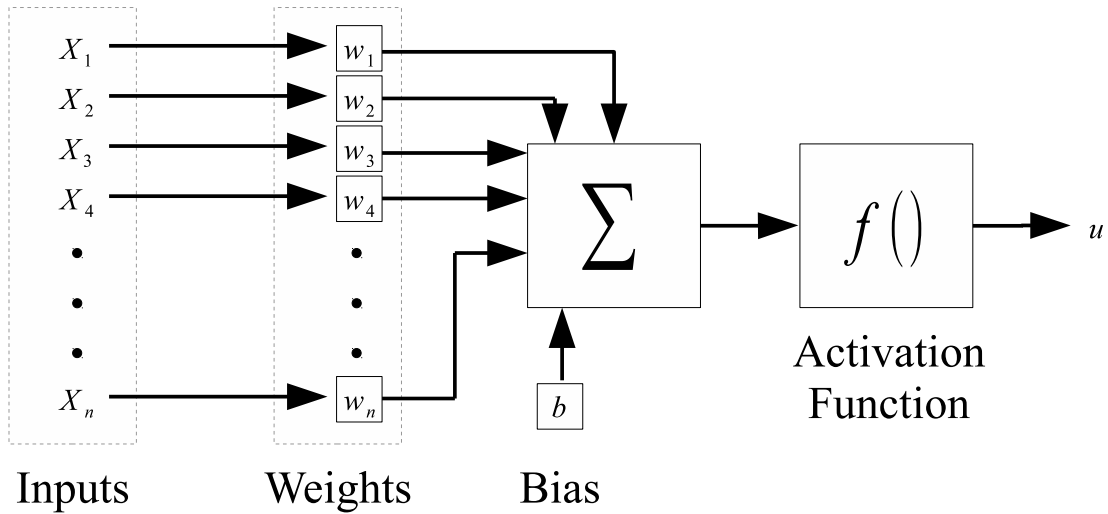 X₁ w₁
X₂ w₂
X₃ w₃
X₄ w₄
Σ f () u
Xₙ wₙ
b
Activation
Function
Inputs Weights Bias